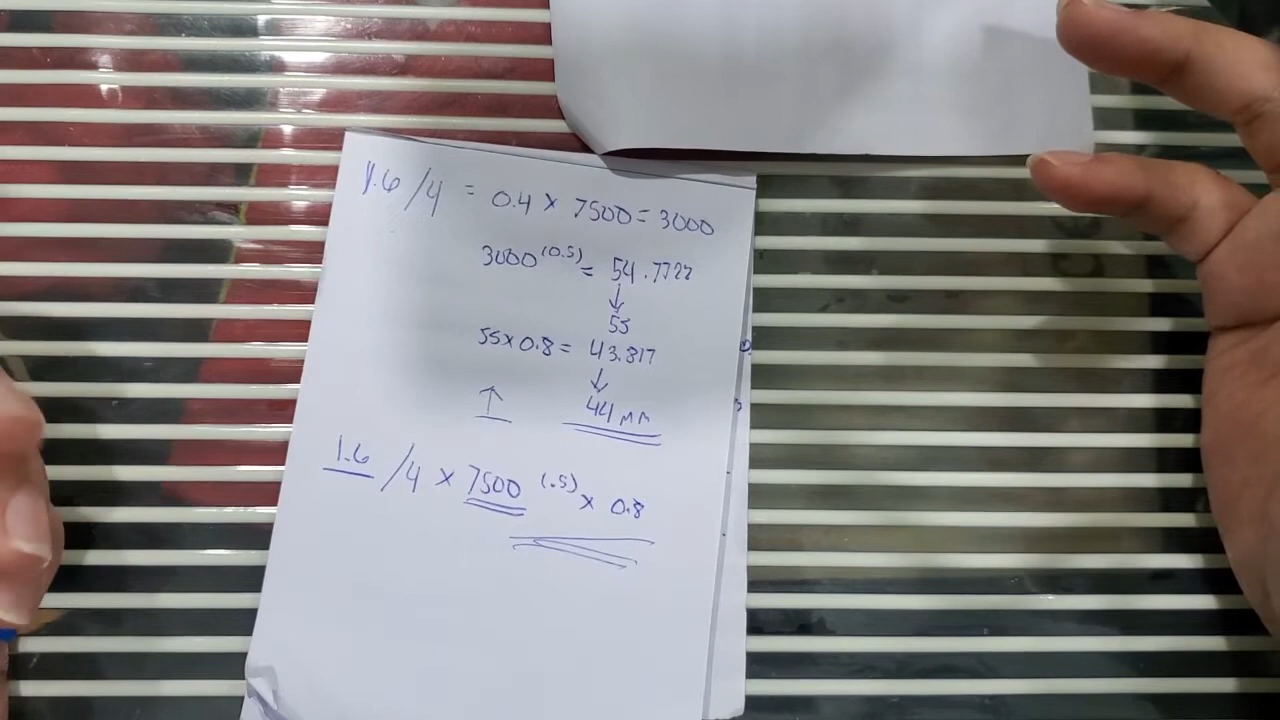 1.6 /4 = 0.4 x 7500 = 3000
3000 (0.5) = 54.7722
↓
55
55 x 0.8 = 43.817
↓
↑ 44 mm
1.6 /4 x 7500 (.5) x 0.8